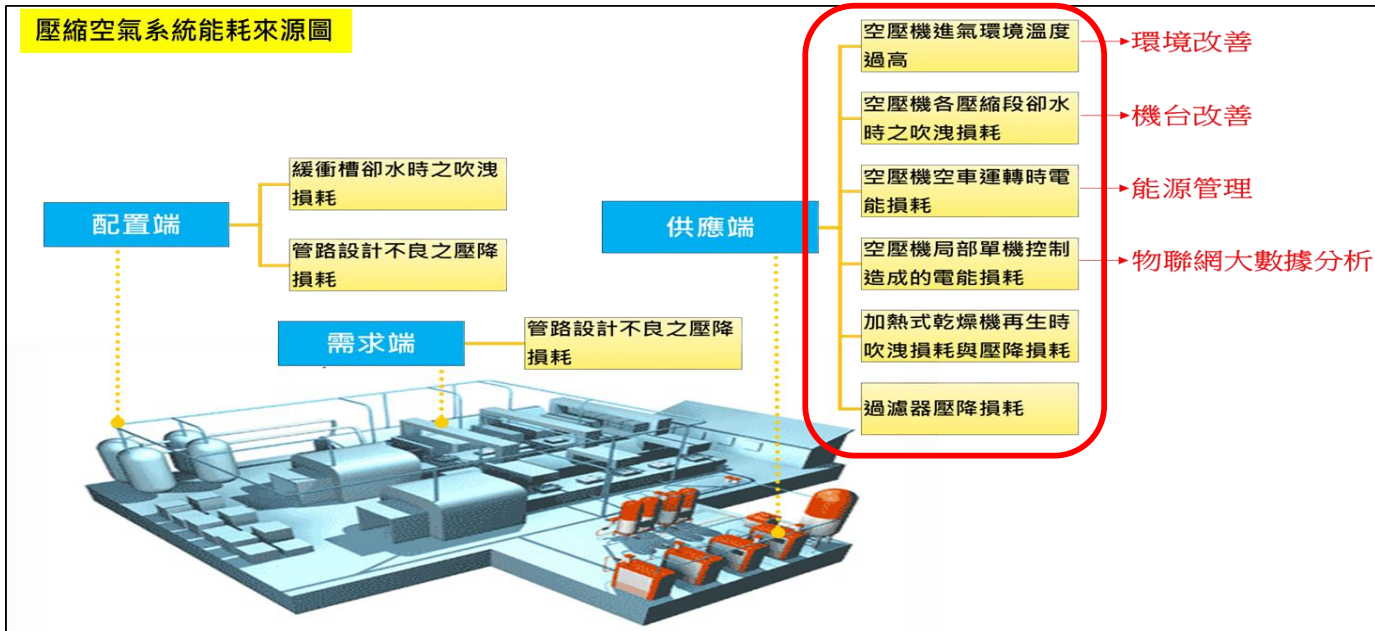 壓縮空氣系統能耗來源圖
配置端
緩衝槽卻水時之吹洩
損耗
管路設計不良之壓降
損耗
需求端
管路設計不良之壓降
損耗
供應端
空壓機進氣環境溫度
過高
環境改善
空壓機各壓縮段卻水
時之吹洩損耗
機台改善
空壓機空車運轉時電
能損耗
能源管理
空壓機局部單機控制
造成的電能損耗
物聯網大數據分析
加熱式乾燥機再生時
吹洩損耗與壓降損耗
過濾器壓降損耗